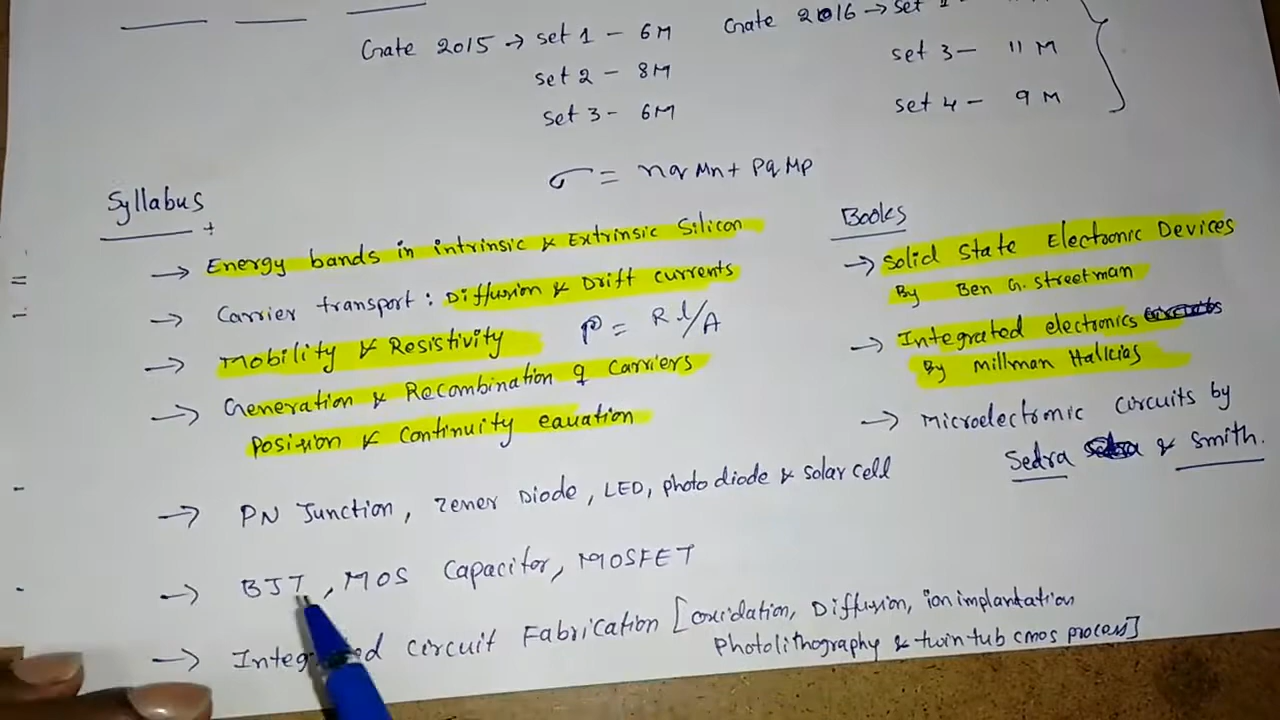 Gate 2015 → set 1 - 6M
set 2 - 8M
set 3 - 6M
Gate 2016 → set
set 3 - 11 M
set 4 - 9 M
σ = nqμn + pqμp
Syllabus
→ Energy bands in intrinsic & Extrinsic Silicon
→ Carrier transport : Diffusion & Drift currents
→ Mobility & Resistivity
ρ = Rl/A
→ Generation & Recombination of Carriers
Poision & Continuity equation
→ PN Junction, Zener Diode, LED, photo diode & solar cell
→ BJT, MOS Capacitor, MOSFET
→ Integrated circuit Fabrication [oxidation, Diffusion, ion implantation
Photolithography & twin tub cmos process]
Books
→ Solid State Electronic Devices
By Ben G. Streetman
→ Integrated electronics
By Millman Halkias
→ Microelectronic circuits by
Sedra & Smith.